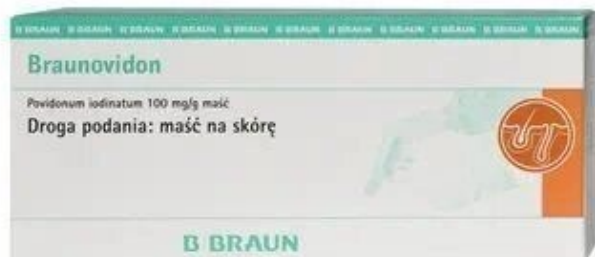 B BRAUN B BRAUN B BRAUN B BRAUN B BRAUN B BRAUN B BRAUN B BRAUN B BRAUN B BRAUN B BRAUN
Braunovidon
Povidonum iodinatum 100 mg/g maść
Droga podania: maść na skórę
B BRAUN